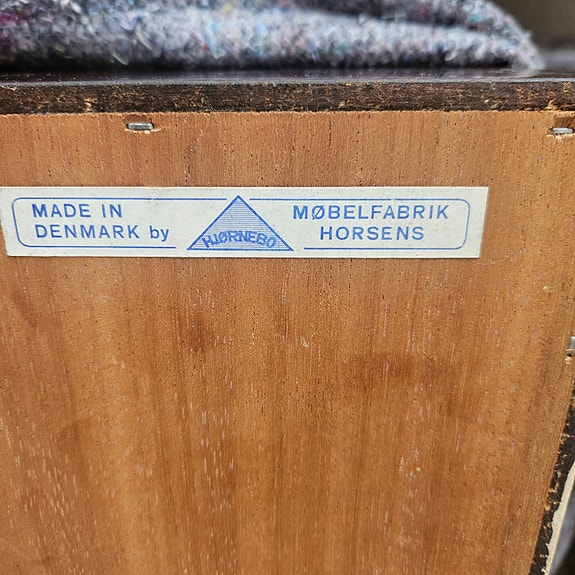 MADE IN
DENMARK by
HJØRNEBO
MØBELFABRIK
HORSENS